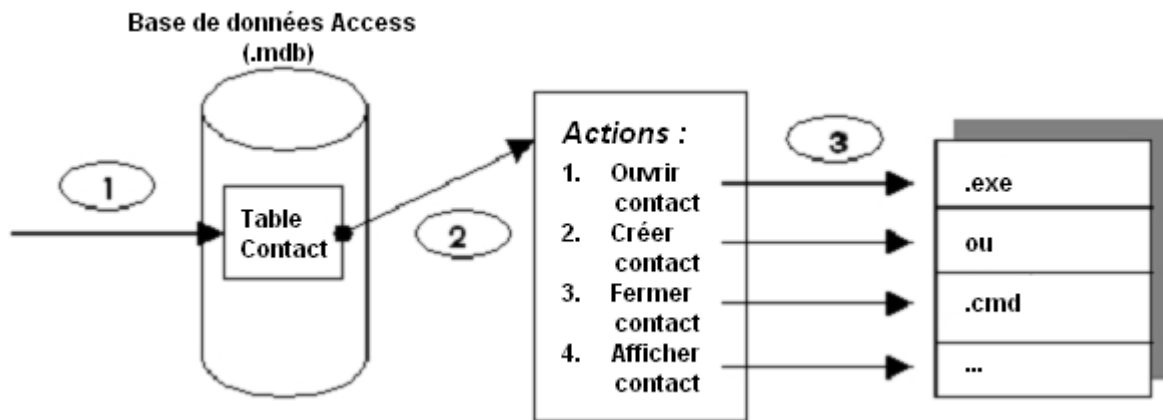 Base de données Access
(.mdb)
1
Table
Contact
2
Actions :
1. Ouvrir
contact
2. Créer
contact
3. Fermer
contact
4. Afficher
contact
3
.exe
ou
.cmd
...